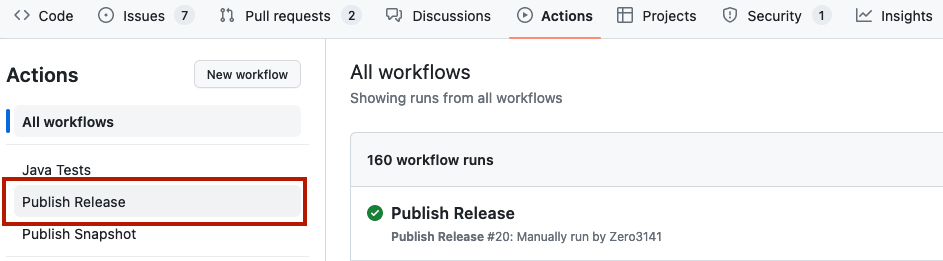 Code Issues 7 Pull requests 2 Discussions Actions Projects Security 1 Insights
Actions
New workflow
All workflows
Java Tests
Publish Release
Publish Snapshot
All workflows
Showing runs from all workflows
160 workflow runs
Publish Release
Publish Release #20: Manually run by Zero3141